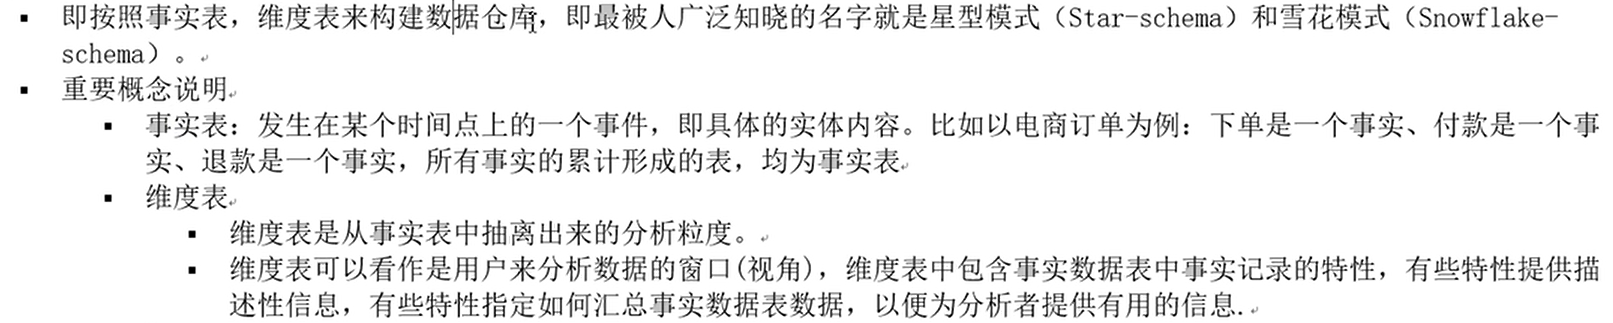 ▪ 即按照事实表，维度表来构建数据仓库，即最被人广泛知晓的名字就是星型模式（Star-schema）和雪花模式（Snowflake-
schema）。
▪ 重要概念说明
▪ 事实表：发生在某个时间点上的一个事件，即具体的实体内容。比如以电商订单为例：下单是一个事实、付款是一个事
实、退款是一个事实，所有事实的累计形成的表，均为事实表
▪ 维度表
▪ 维度表是从事实表中抽离出来的分析粒度。
▪ 维度表可以看作是用户来分析数据的窗口(视角)，维度表中包含事实数据表中事实记录的特性，有些特性提供描
述性信息，有些特性指定如何汇总事实数据表数据，以便为分析者提供有用的信息.